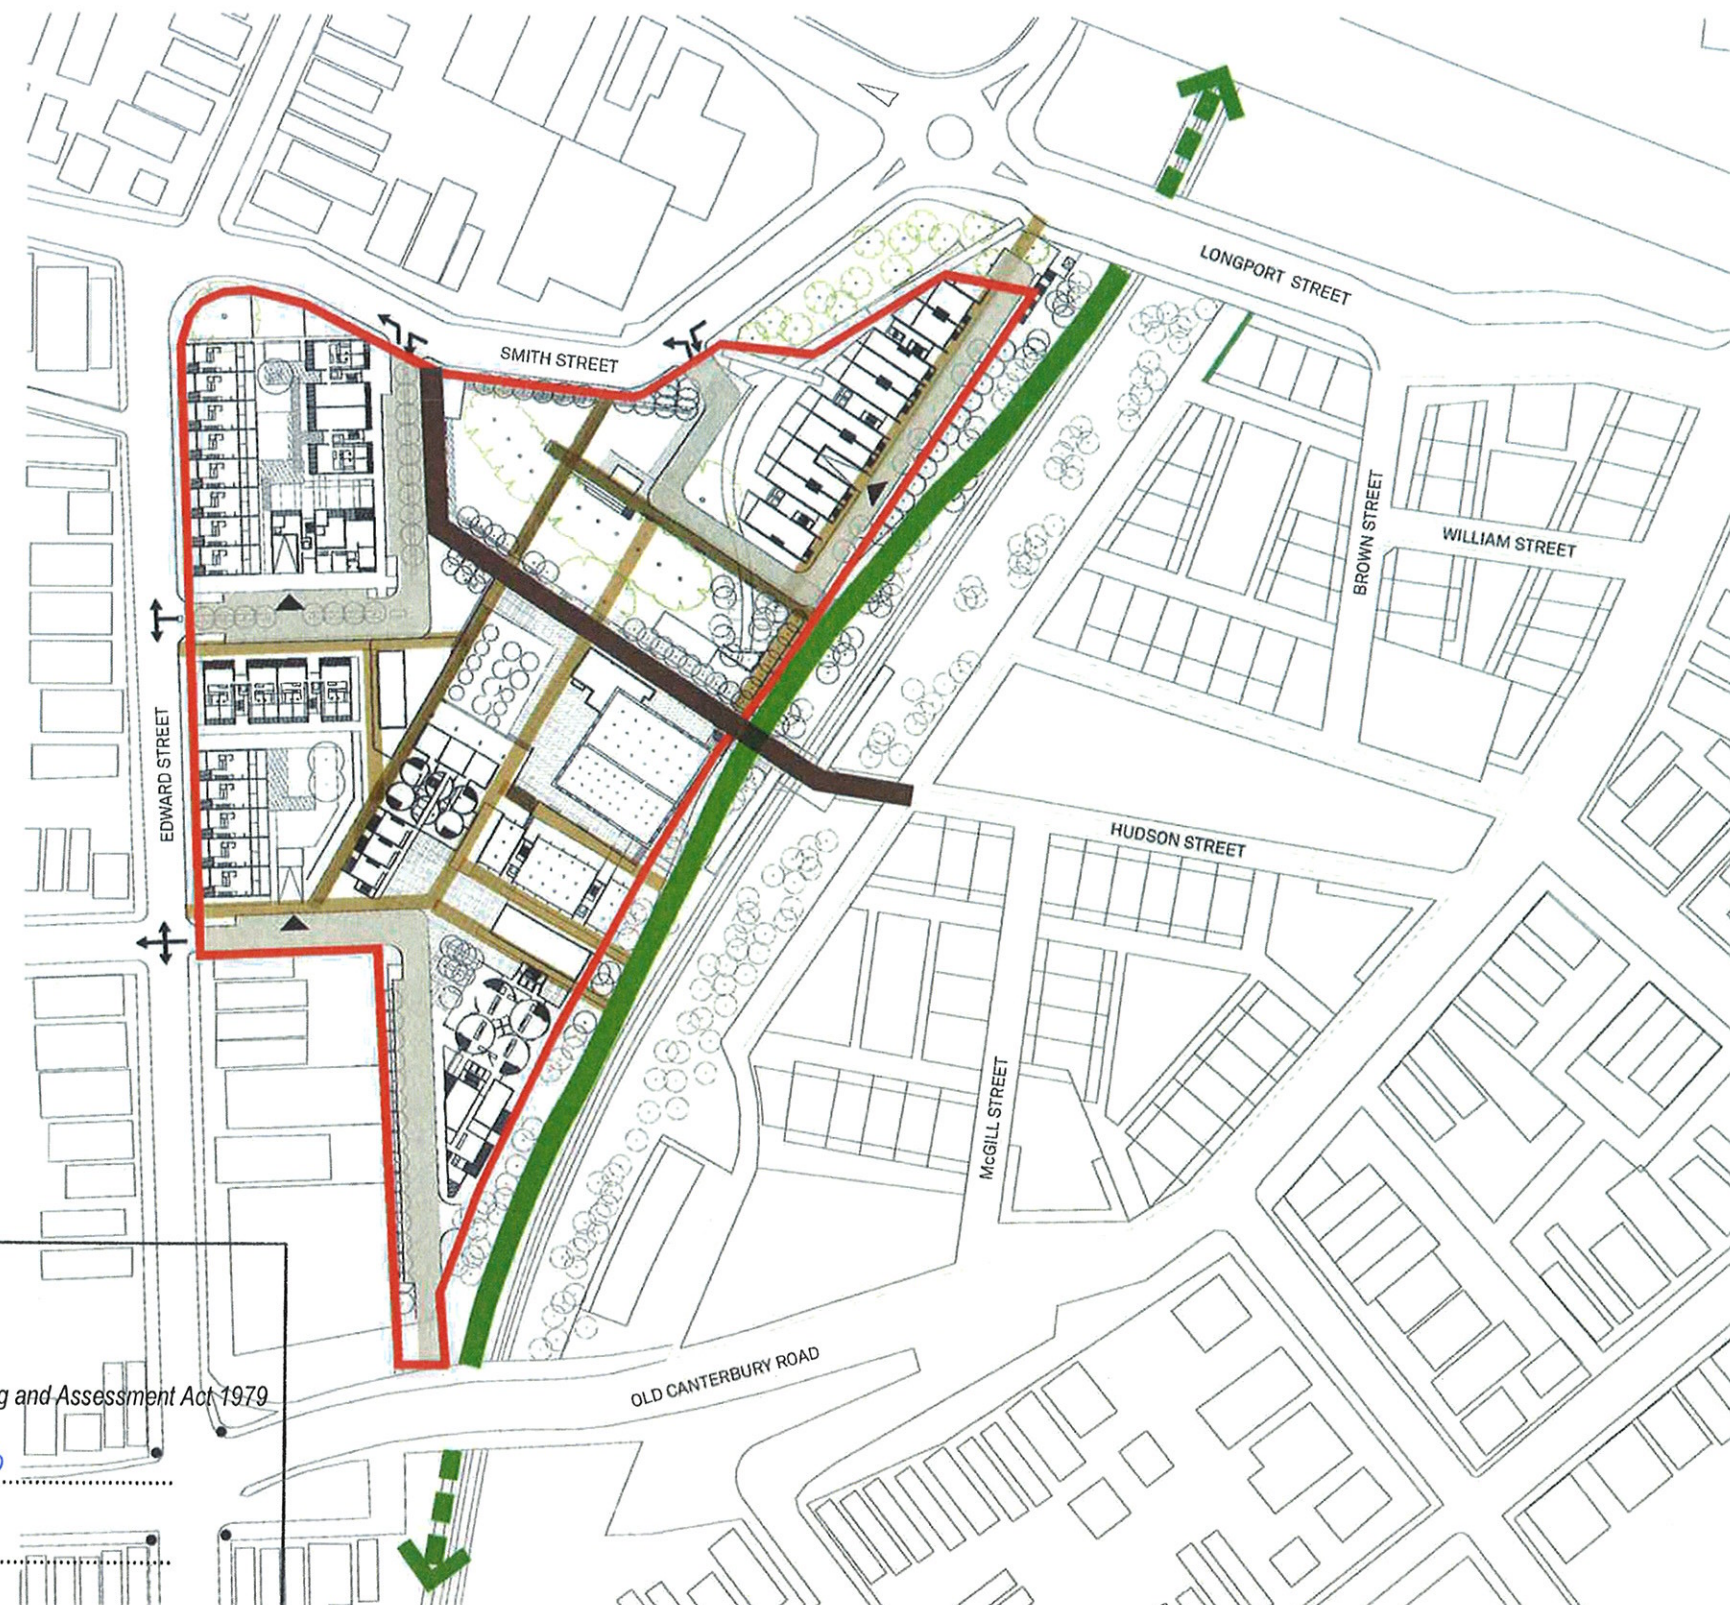 LONGPORT STREET
SMITH STREET
BROWN STREET
WILLIAM STREET
EDWARD STREET
HUDSON STREET
McGILL STREET
OLD CANTERBURY ROAD
g and Assessment Act 1979